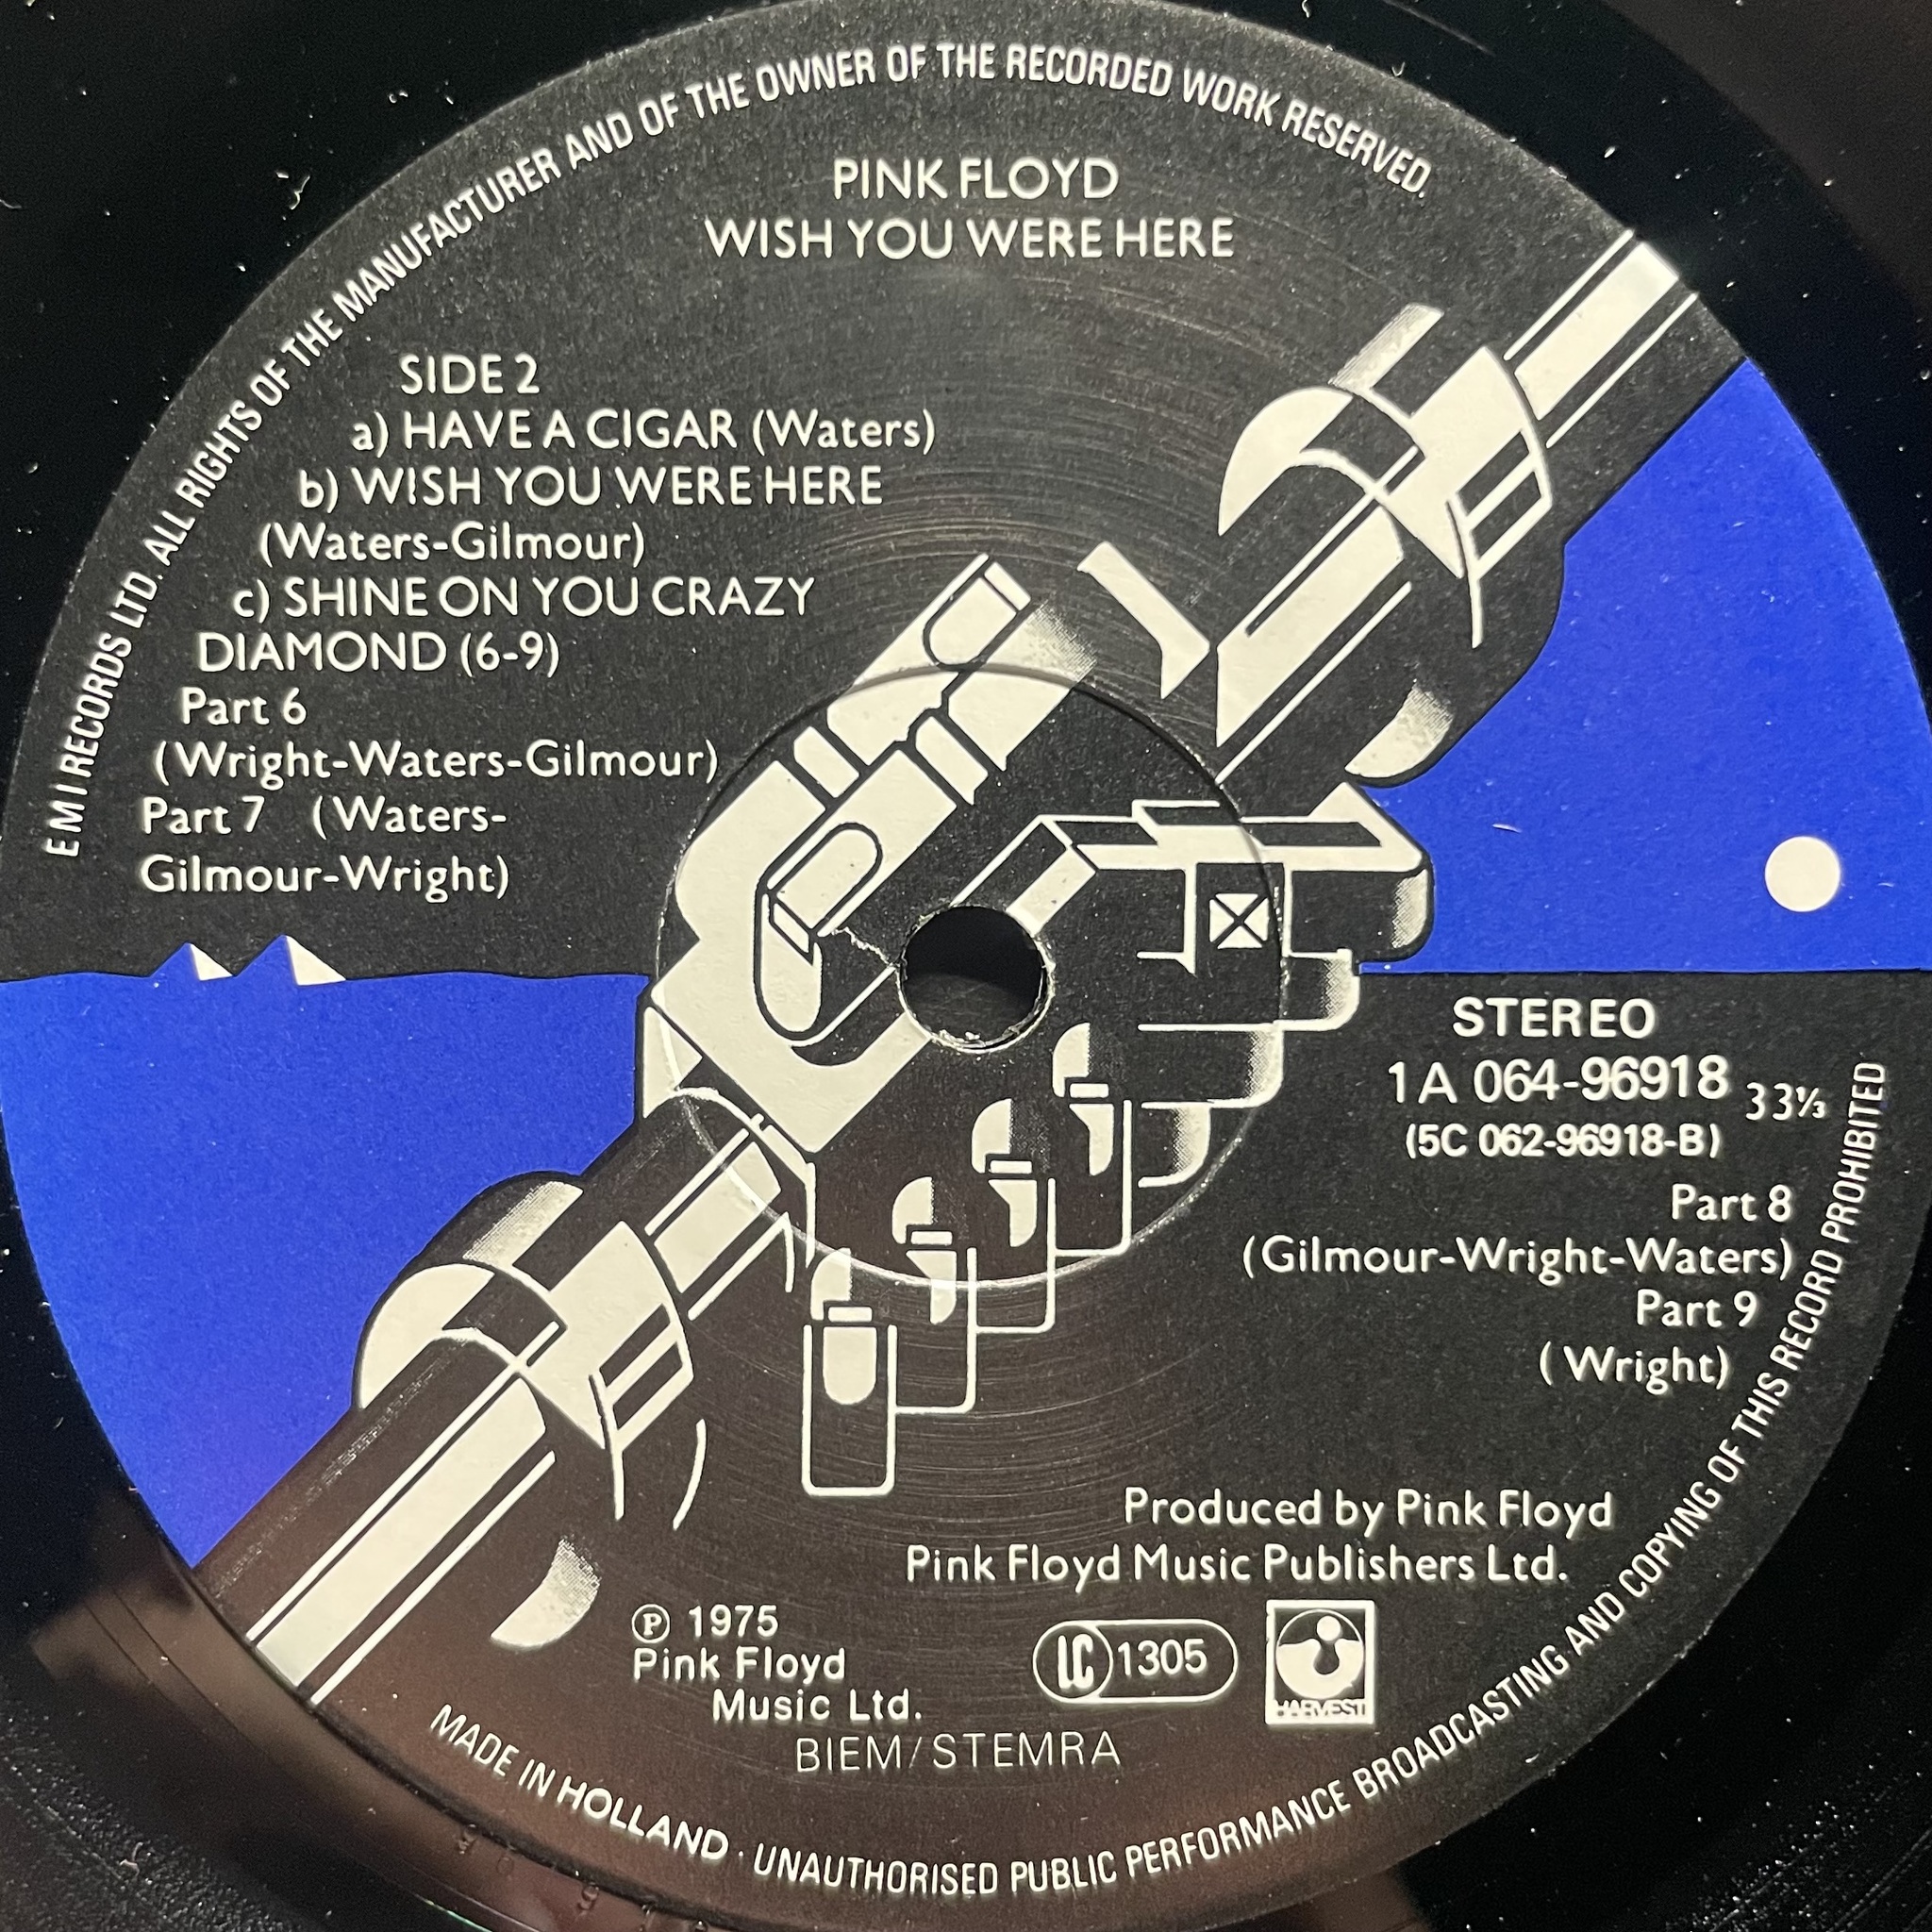 E M I RECORDS LTD. ALL RIGHTS OF THE MANUFACTURER AND OF THE OWNER OF THE RECORDED WORK RESERVED.
PINK FLOYD
WISH YOU WERE HERE
SIDE 2
a) HAVE A CIGAR (Waters)
b) WISH YOU WERE HERE
(Waters-Gilmour)
c) SHINE ON YOU CRAZY
DIAMOND (6-9)
Part 6
(Wright-Waters-Gilmour)
Part 7 (Waters-
Gilmour-Wright)
STEREO
1A 064-96918 33⅓
(5C 062-96918-B)
Part 8
(Gilmour-Wright-Waters)
Part 9
( Wright)
Produced by Pink Floyd
Pink Floyd Music Publishers Ltd.
Ⓟ 1975
Pink Floyd
Music Ltd.
LC 1305
HARVEST
BIEM/STEMRA
MADE IN HOLLAND · UNAUTHORISED PUBLIC PERFORMANCE BROADCASTING AND COPYING OF THIS RECORD PROHIBITED